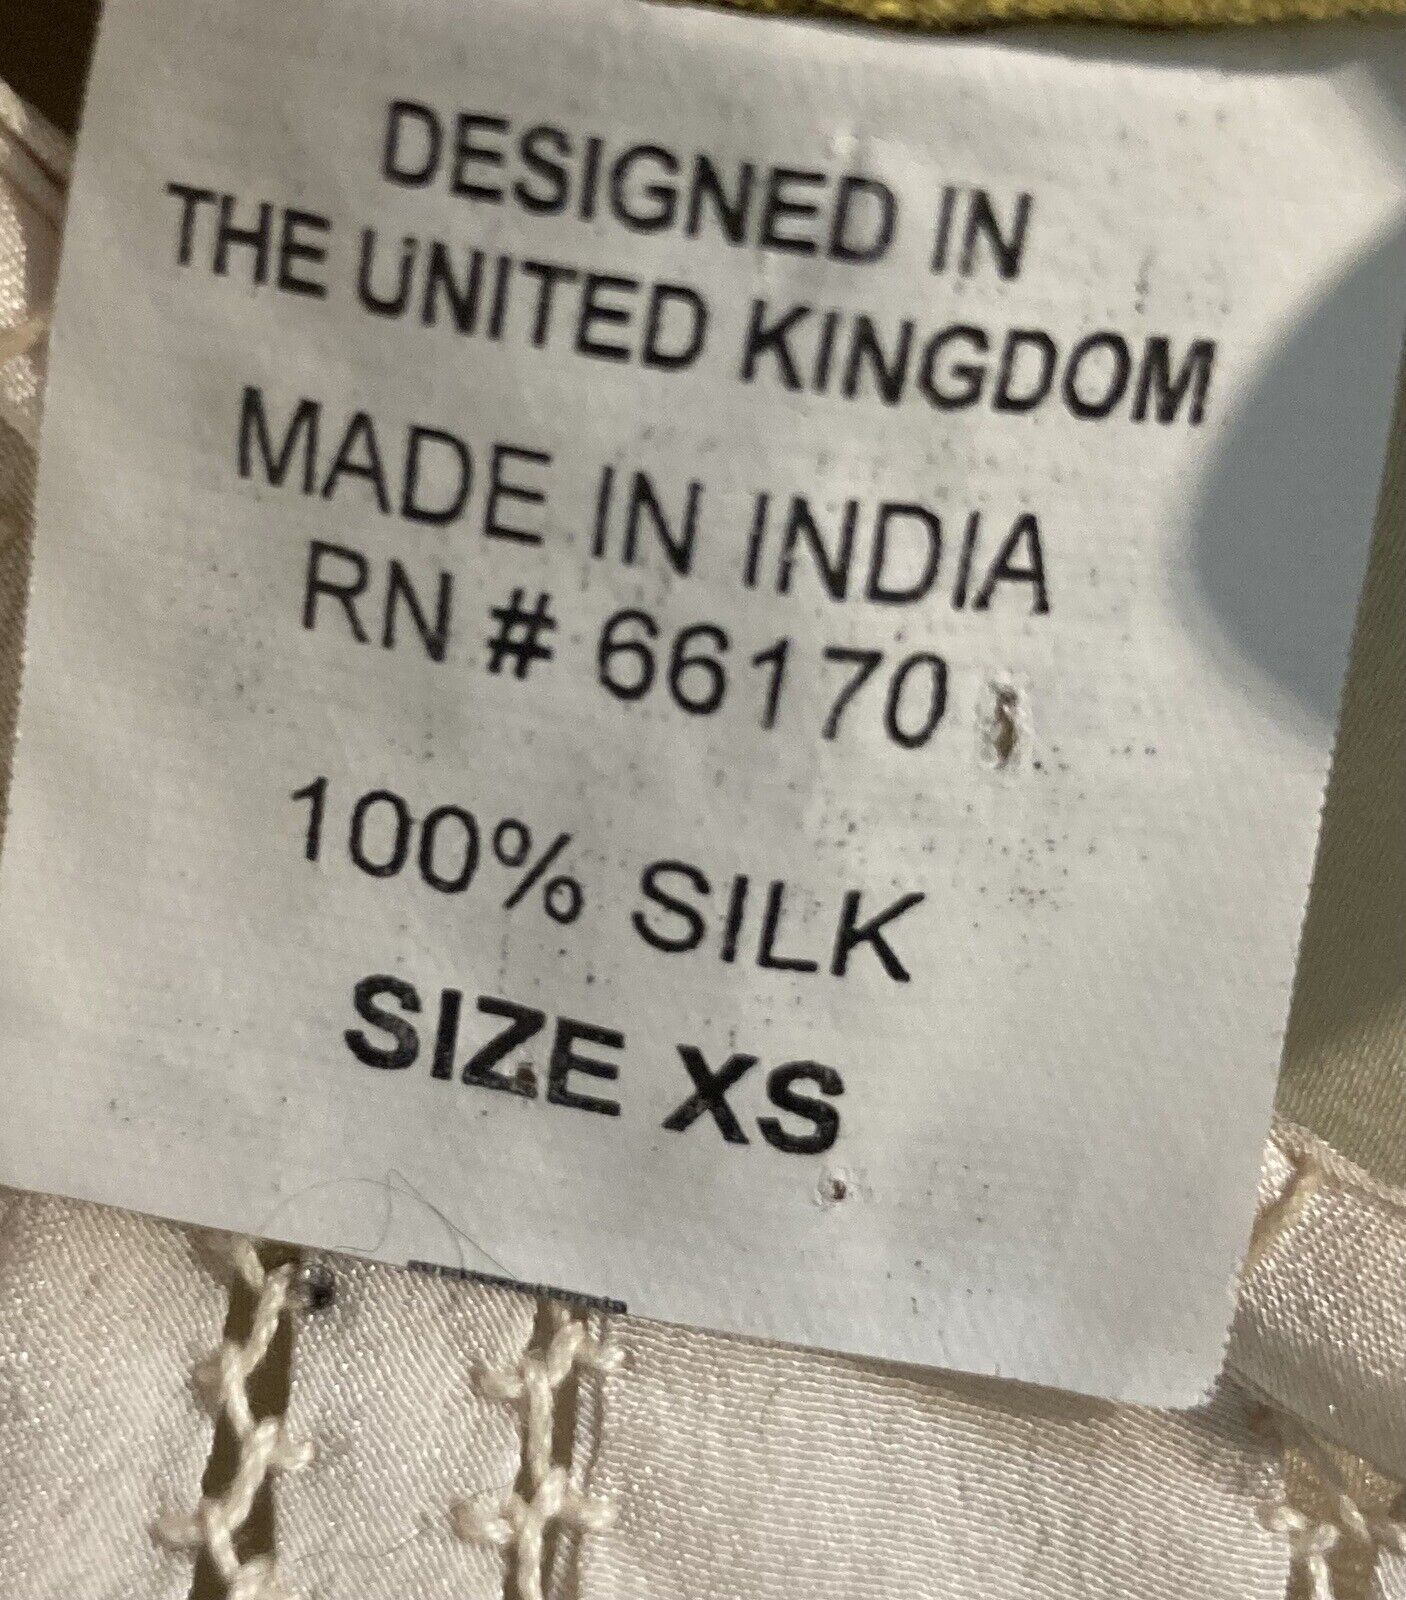 DESIGNED IN
THE UNITED KINGDOM
MADE IN INDIA
RN # 66170
100% SILK
SIZE XS